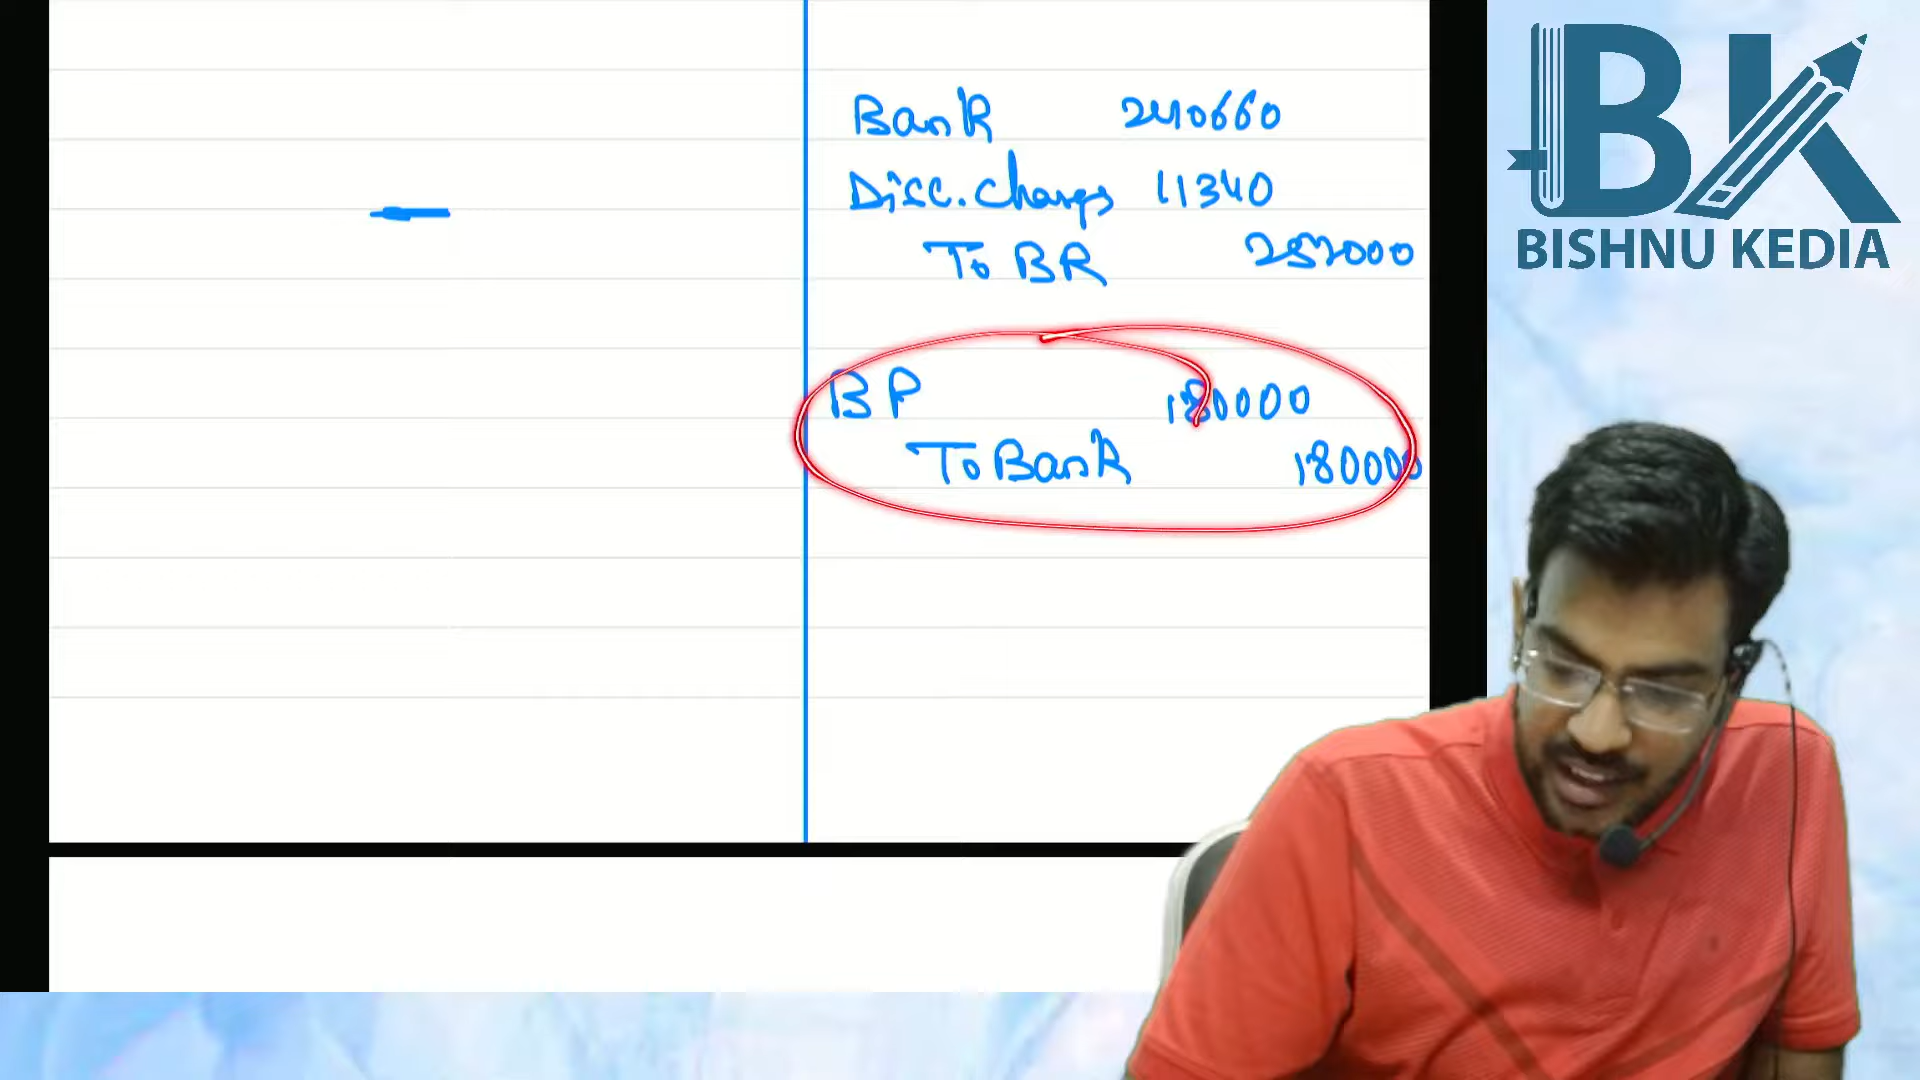 Bank 240660
Disc. Charges 11340
To BR 252000
BP 180000
To Bank 180000
BK
BISHNU KEDIA